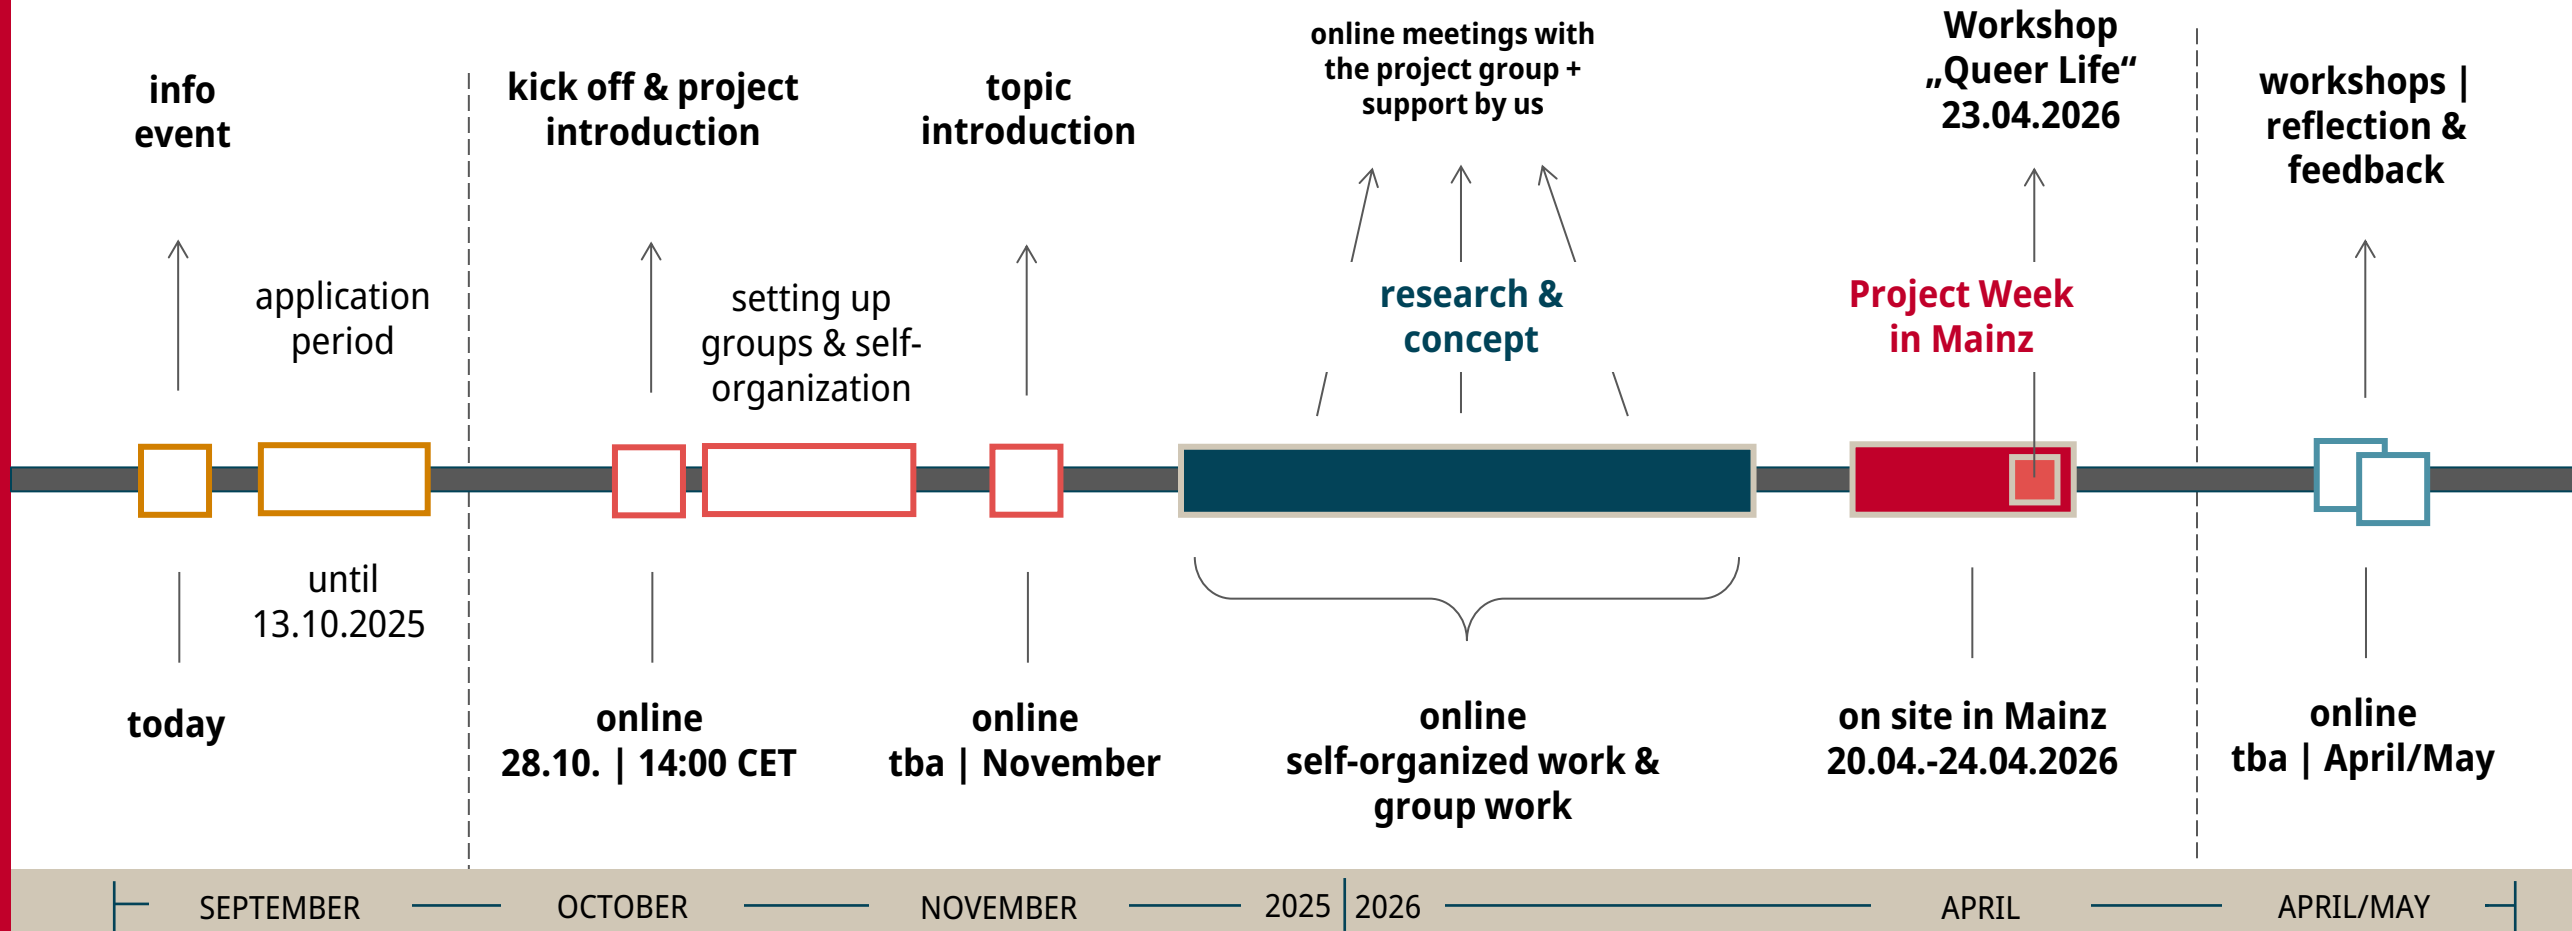 info
event
application
period
until
13.10.2025
today
kick off & project
introduction
setting up
groups & self-
organization
online
28.10. | 14:00 CET
topic
introduction
online
tba | November
online meetings with
the project group +
support by us
research &
concept
online
self-organized work &
group work
Workshop
„Queer Life“
23.04.2026
Project Week
in Mainz
on site in Mainz
20.04.-24.04.2026
workshops |
reflection &
feedback
online
tba | April/May
SEPTEMBER
OCTOBER
NOVEMBER
2025
2026
APRIL
APRIL/MAY